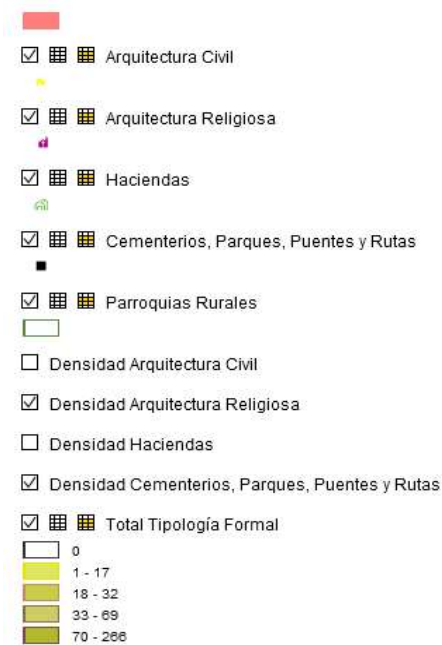 Arquitectura Civil
Arquitectura Religiosa
Haciendas
Cementerios, Parques, Puentes y Rutas
Parroquias Rurales
Densidad Arquitectura Civil
Densidad Arquitectura Religiosa
Densidad Haciendas
Densidad Cementerios, Parques, Puentes y Rutas
Total Tipología Formal
0
1 - 17
18 - 32
33 - 69
70 - 266